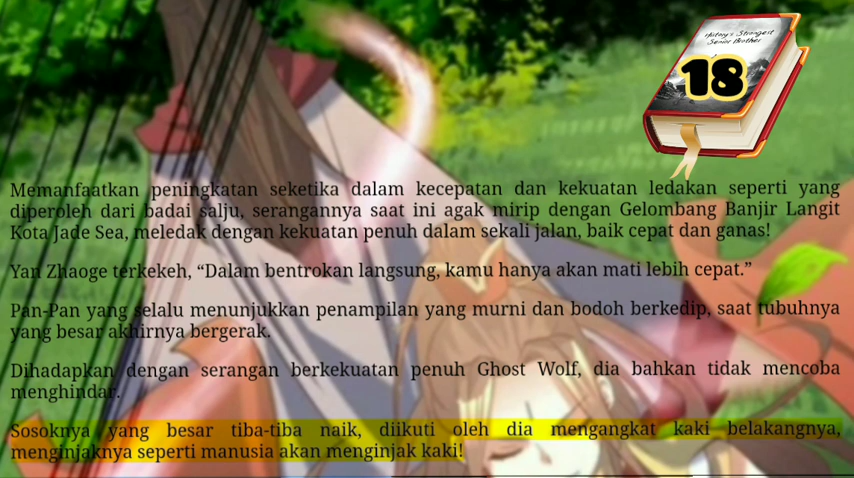 History's Strongest
Senior Brother
18
Memanfaatkan peningkatan seketika dalam kecepatan dan kekuatan ledakan seperti yang
diperoleh dari badai salju, serangannya saat ini agak mirip dengan Gelombang Banjir Langit
Kota Jade Sea, meledak dengan kekuatan penuh dalam sekali jalan, baik cepat dan ganas!
Yan Zhaoge terkekeh, “Dalam bentrokan langsung, kamu hanya akan mati lebih cepat.”
Pan-Pan yang selalu menunjukkan penampilan yang murni dan bodoh berkedip, saat tubuhnya
yang besar akhirnya bergerak.
Dihadapkan dengan serangan berkekuatan penuh Ghost Wolf, dia bahkan tidak mencoba
menghindar.
Sosoknya yang besar tiba-tiba naik, diikuti oleh dia mengangkat kaki belakangnya,
menginjaknya seperti manusia akan menginjak kaki!